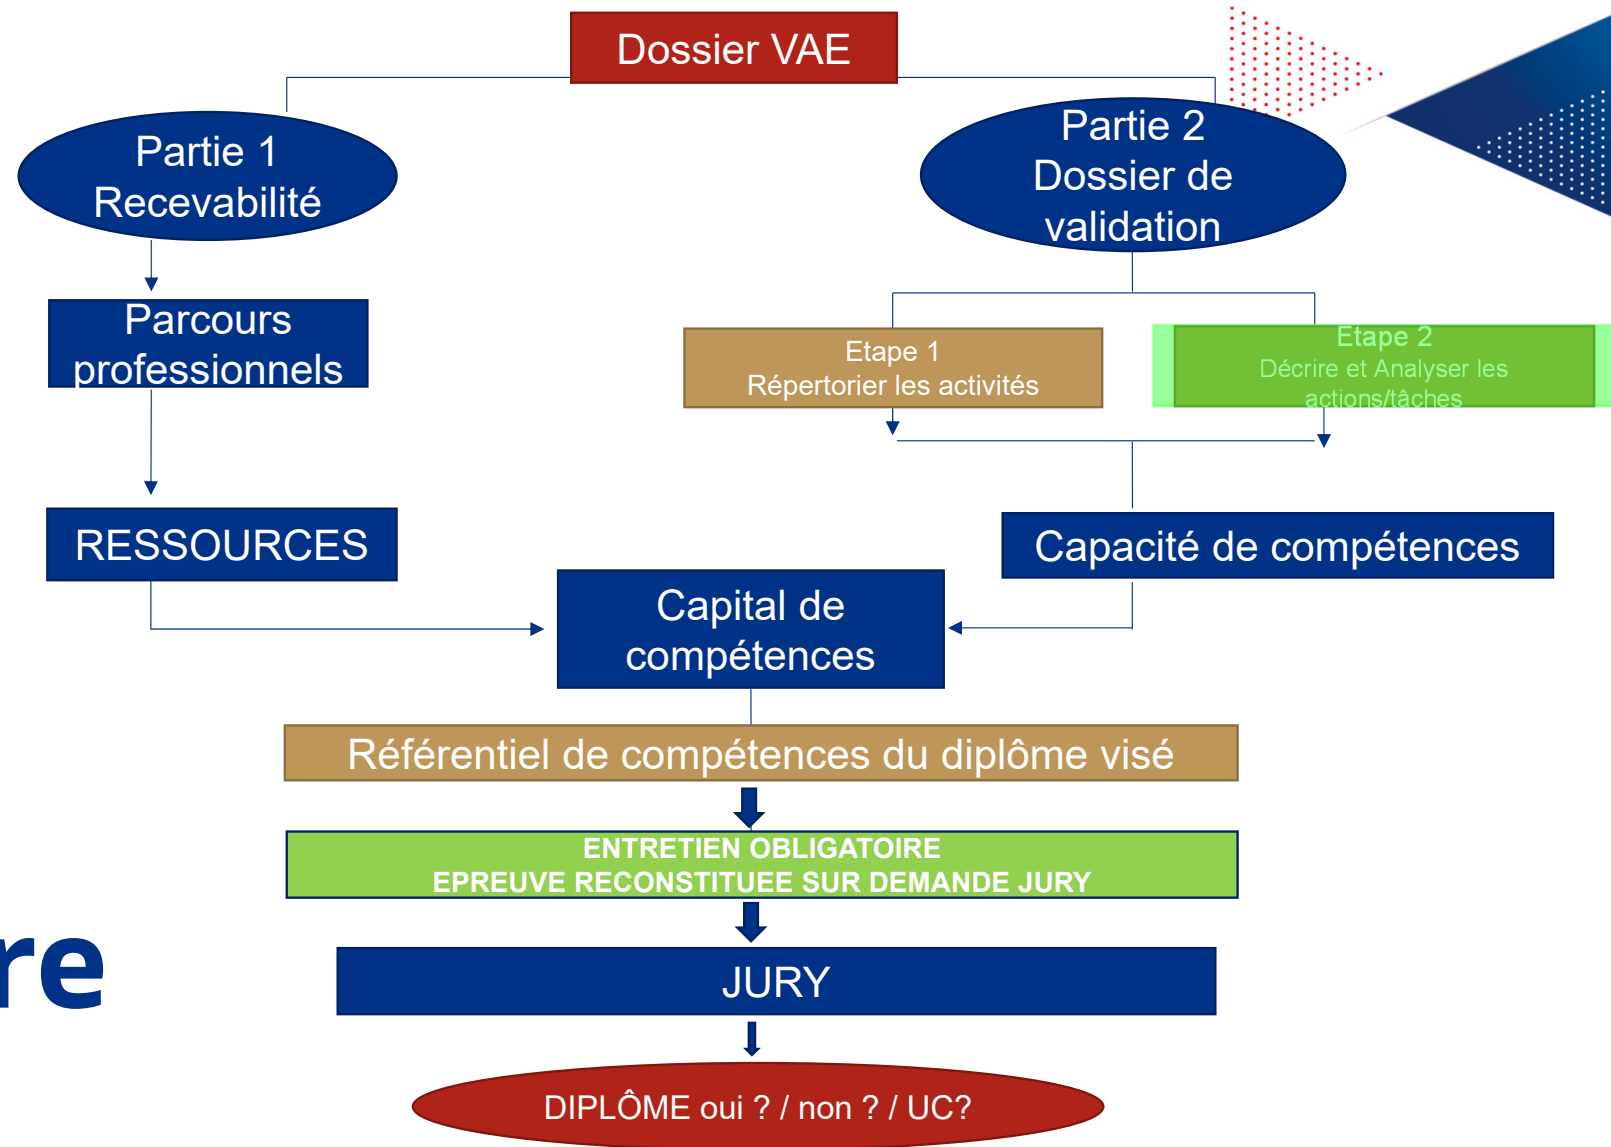 Dossier VAE
Partie 1
Recevabilité
Partie 2
Dossier de
validation
Parcours
professionnels
Etape 1
Répertorier les activités
Etape 2
Décrire et Analyser les
actions/tâches
RESSOURCES
Capacité de compétences
Capital de
compétences
Référentiel de compétences du diplôme visé
ENTRETIEN OBLIGATOIRE
EPREUVE RECONSTITUEE SUR DEMANDE JURY
re
JURY
DIPLÔME oui ? / non ? / UC?